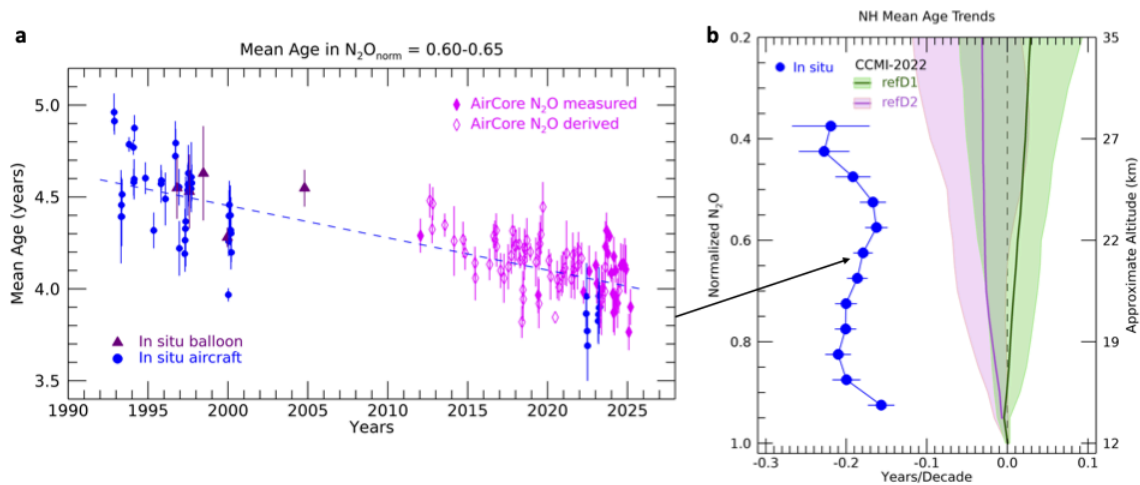 a
Mean Age in N₂Oₙₒᵣₘ = 0.60-0.65
Mean Age (years)
5.0
4.5
4.0
3.5
AirCore N₂O measured
AirCore N₂O derived
In situ balloon
In situ aircraft
1990 1995 2000 2005 2010 2015 2020 2025
Years
b
NH Mean Age Trends
In situ
CCMI-2022
refD1
refD2
Normalized N₂O
0.2
0.4
0.6
0.8
1.0
35
27
22
19
12
Approximate Altitude (km)
-0.3 -0.2 -0.1 0.0 0.1
Years/Decade